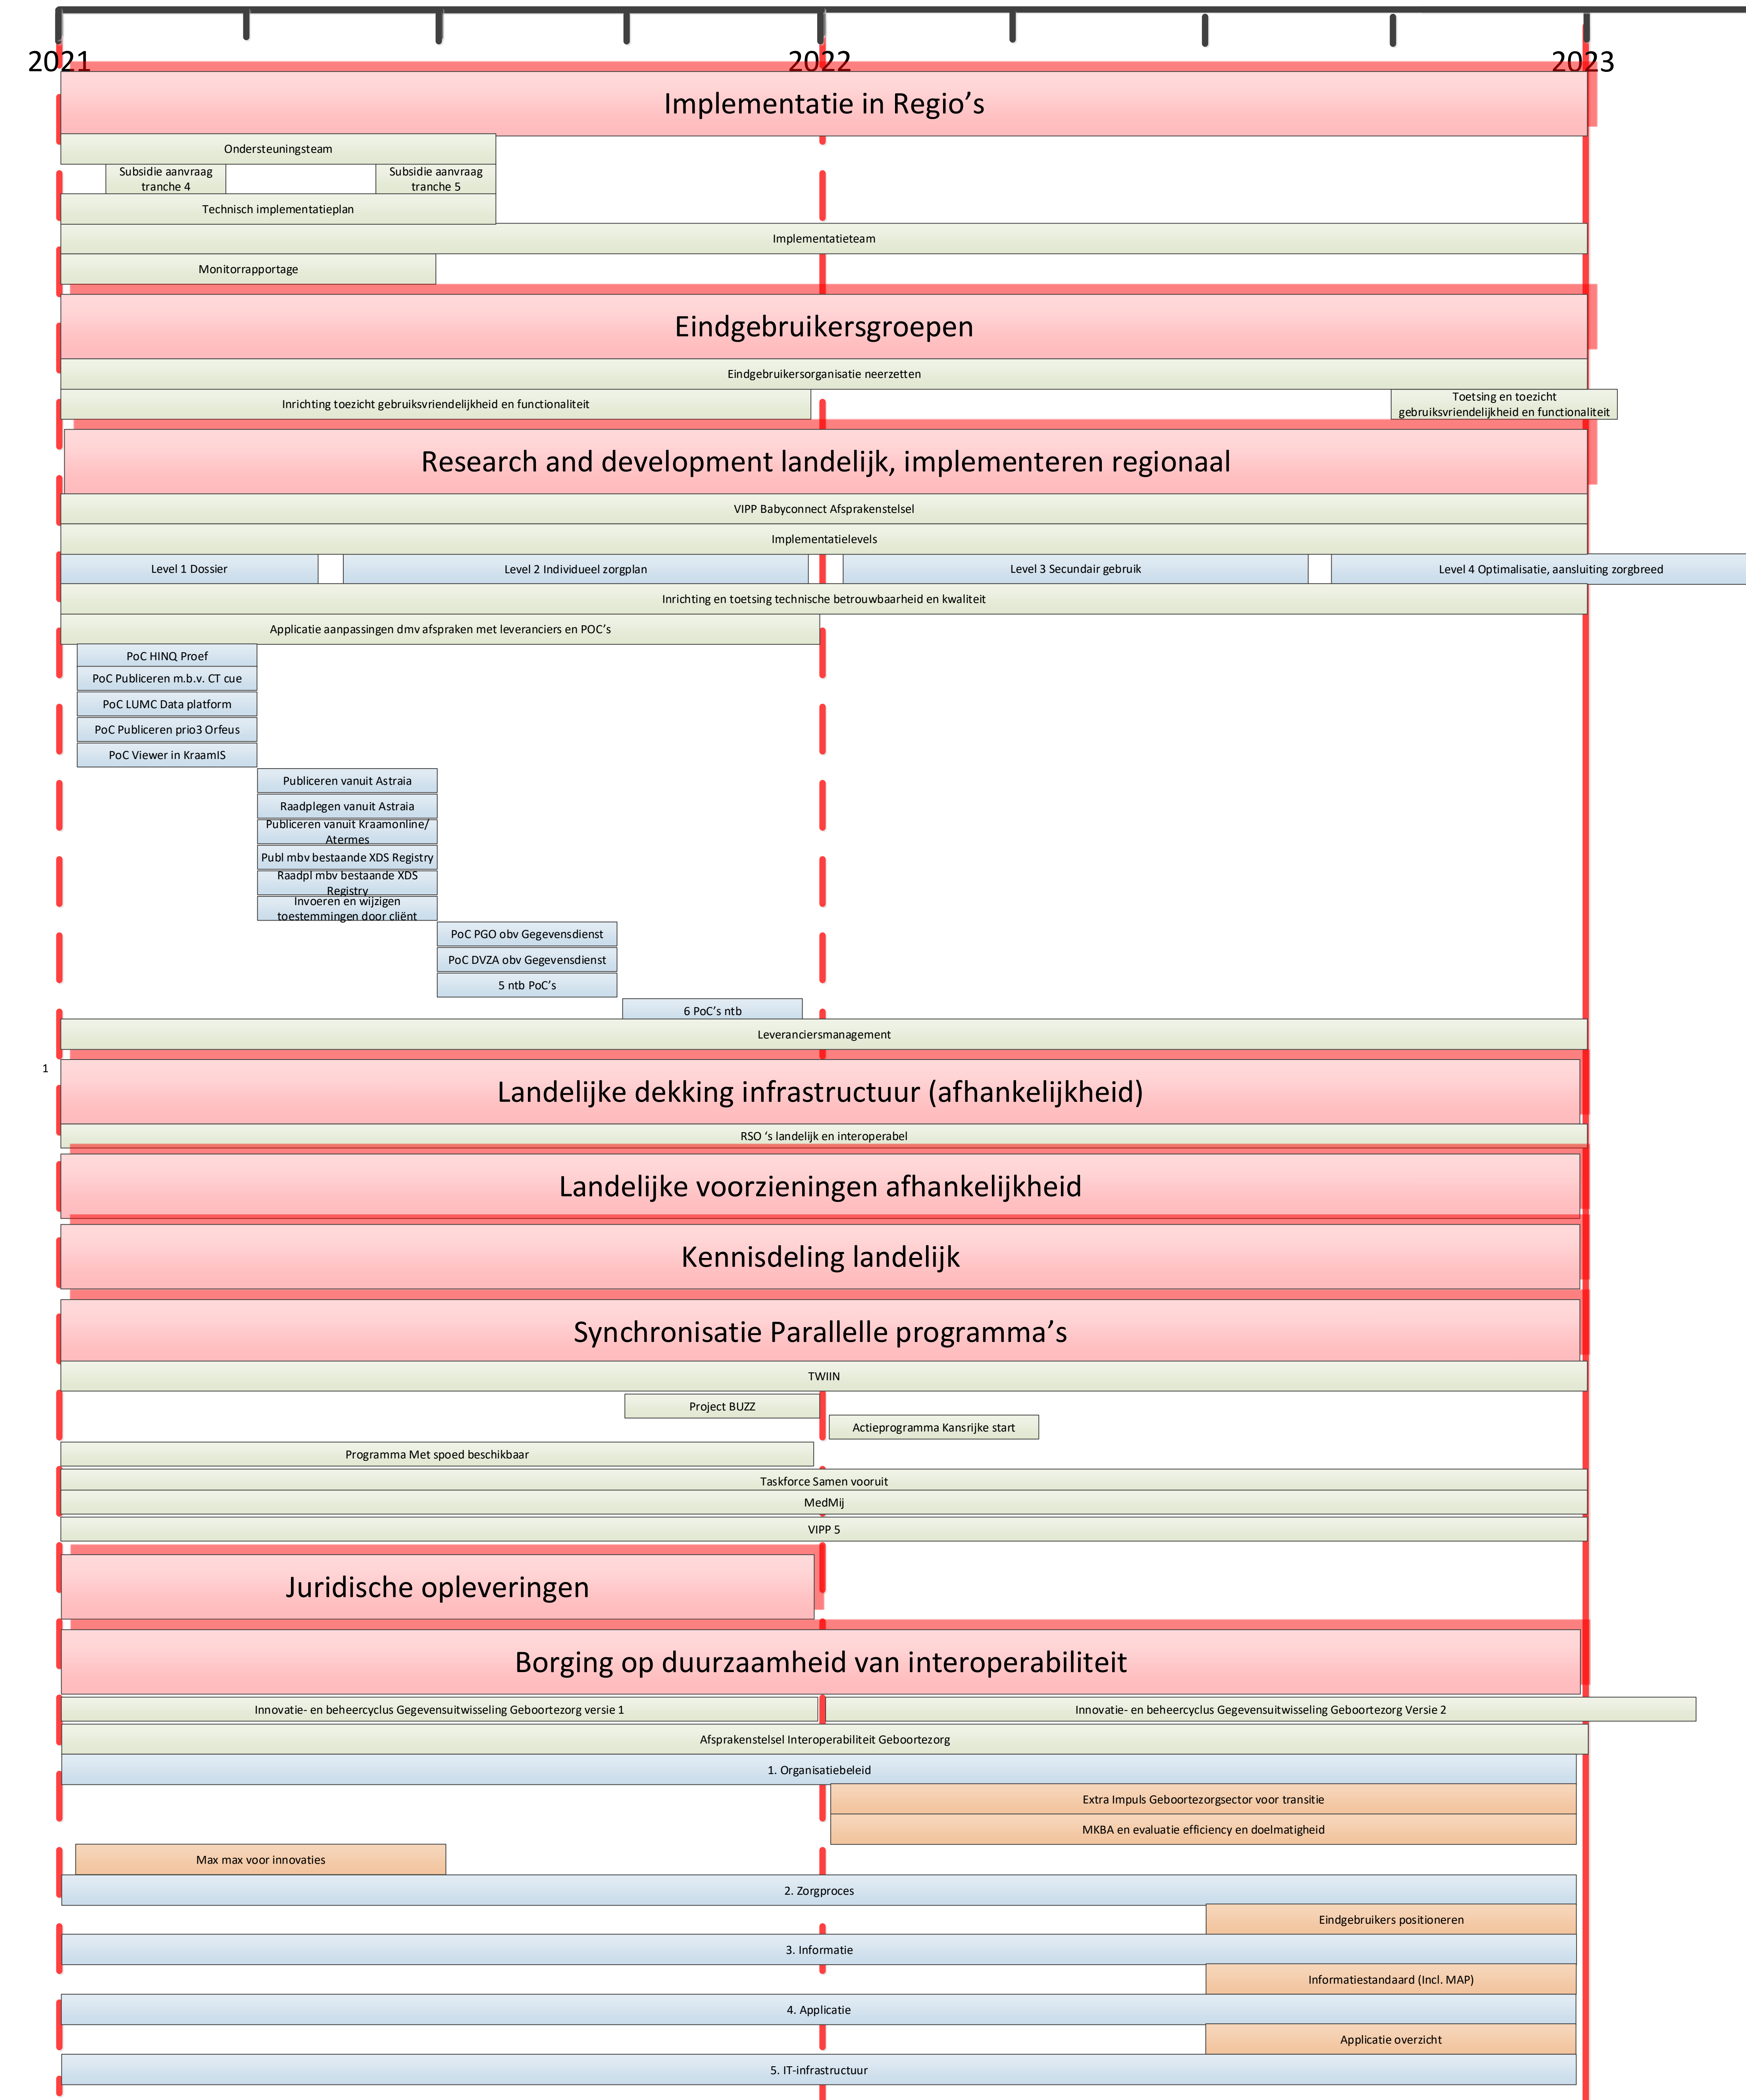 2021 2022 2023
Implementatie in Regio’s
Ondersteuningsteam
Subsidie aanvraag
tranche 4
Subsidie aanvraag
tranche 5
Technisch implementatieplan
Implementatieteam
Monitorrapportage
Eindgebruikersgroepen
Eindgebruikersorganisatie neerzetten
Inrichting toezicht gebruiksvriendelijkheid en functionaliteit
Toetsing en toezicht
gebruiksvriendelijkheid en functionaliteit
Research and development landelijk, implementeren regionaal
VIPP Babyconnect Afsprakenstelsel
Implementatielevels
Level 1 Dossier
Level 2 Individueel zorgplan
Level 3 Secundair gebruik
Level 4 Optimalisatie, aansluiting zorgbreed
Inrichting en toetsing technische betrouwbaarheid en kwaliteit
Applicatie aanpassingen dmv afspraken met leveranciers en POC’s
PoC HINQ Proef
PoC Publiceren m.b.v. CT cue
PoC LUMC Data platform
PoC Publiceren prio3 Orfeus
PoC Viewer in KraamIS
Publiceren vanuit Astraia
Raadplegen vanuit Astraia
Publiceren vanuit Kraamonline/
Atermes
Publ mbv bestaande XDS Registry
Raadpl mbv bestaande XDS
Registry
Invoeren en wijzigen
toestemmingen door cliënt
PoC PGO obv Gegevensdienst
PoC DVZA obv Gegevensdienst
5 ntb PoC’s
6 PoC’s ntb
Leveranciersmanagement
1
Landelijke dekking infrastructuur (afhankelijkheid)
RSO ‘s landelijk en interoperabel
Landelijke voorzieningen afhankelijkheid
Kennisdeling landelijk
Synchronisatie Parallelle programma’s
TWIIN
Project BUZZ
Actieprogramma Kansrijke start
Programma Met spoed beschikbaar
Taskforce Samen vooruit
MedMij
VIPP 5
Juridische opleveringen
Borging op duurzaamheid van interoperabiliteit
Innovatie- en beheercyclus Gegevensuitwisseling Geboortezorg versie 1
Innovatie- en beheercyclus Gegevensuitwisseling Geboortezorg Versie 2
Afsprakenstelsel Interoperabiliteit Geboortezorg
1. Organisatiebeleid
Extra Impuls Geboortezorgsector voor transitie
MKBA en evaluatie efficiency en doelmatigheid
Max max voor innovaties
2. Zorgproces
Eindgebruikers positioneren
3. Informatie
Informatiestandaard (Incl. MAP)
4. Applicatie
Applicatie overzicht
5. IT-infrastructuur